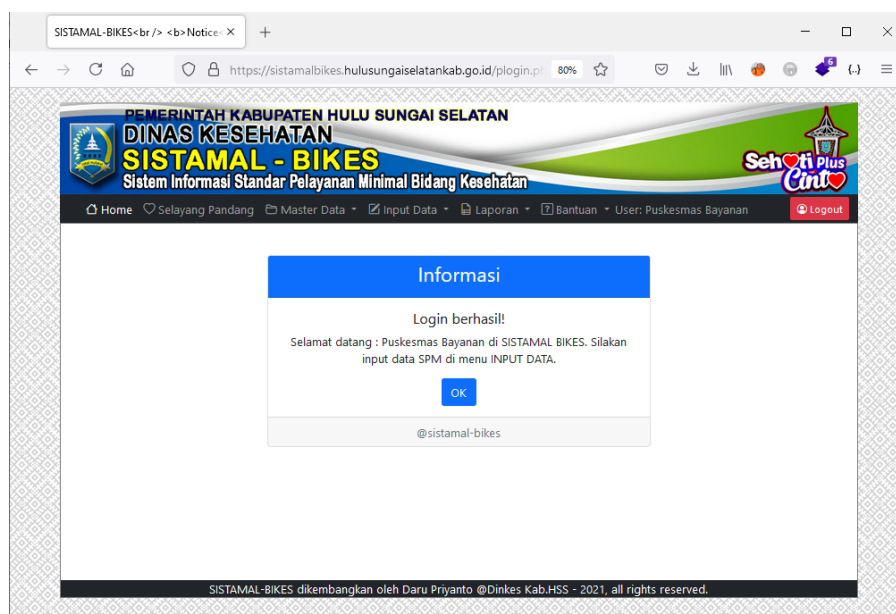 SISTAMAL-BIKES<br /> <b>Notice<
https://sistamalbikes.hulusungaiselatankab.go.id/plogin.p
80%
6
PEMERINTAH KABUPATEN HULU SUNGAI SELATAN
DINAS KESEHATAN
SISTAMAL - BIKES
Sistem Informasi Standar Pelayanan Minimal Bidang Kesehatan
Sehati Plus
Cinta
Home Selayang Pandang Master Data Input Data Laporan Bantuan User: Puskesmas Bayanan Logout
Informasi
Login berhasil!
Selamat datang : Puskesmas Bayanan di SISTAMAL BIKES. Silakan
input data SPM di menu INPUT DATA.
OK
@sistamal-bikes
SISTAMAL-BIKES dikembangkan oleh Daru Priyanto @Dinkes Kab.HSS - 2021, all rights reserved.